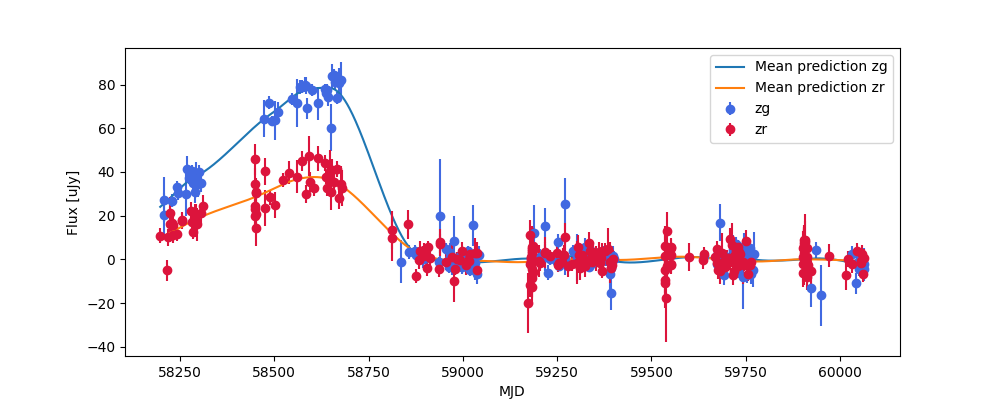 Mean prediction zg
Mean prediction zr
zg
zr
80
60
40
20
0
−20
−40
Flux [uJy]
58250
58500
58750
59000
59250
59500
59750
60000
MJD